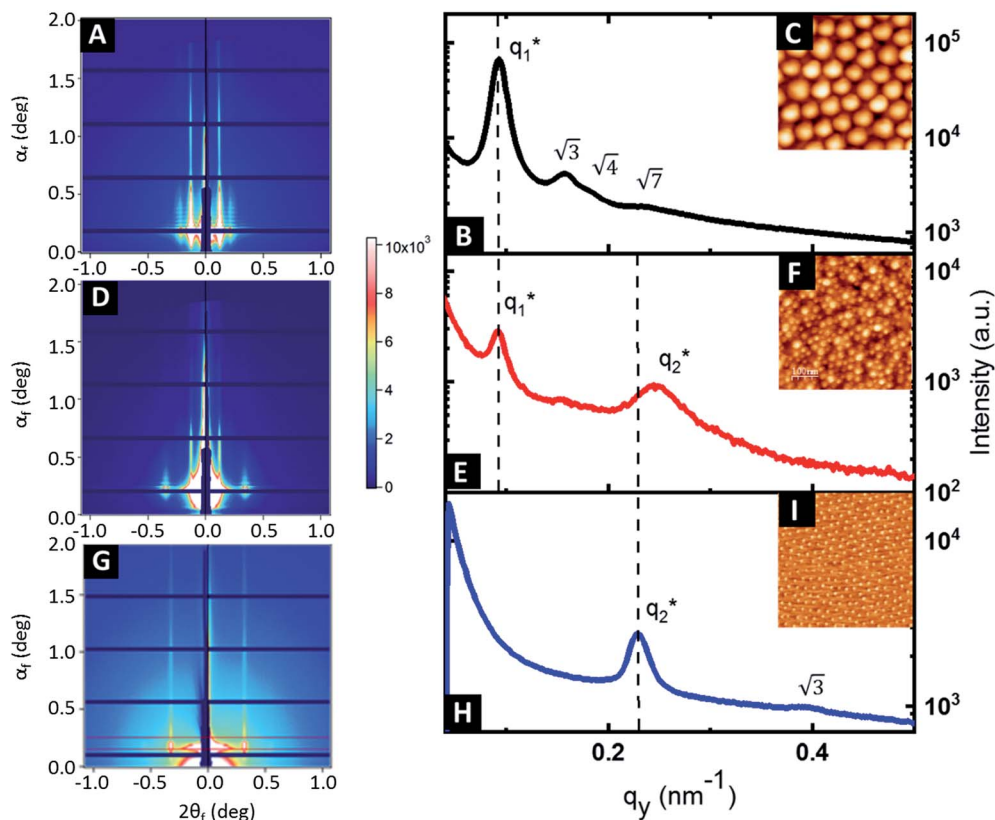 A
2.0
1.5
1.0
0.5
0.0
α_f (deg)
-1.0 -0.5 0.0 0.5 1.0
D
2.0
1.5
1.0
0.5
0.0
α_f (deg)
-1.0 -0.5 0.0 0.5 1.0
G
2.0
1.5
1.0
0.5
0.0
α_f (deg)
-1.0 -0.5 0.0 0.5 1.0
2θ_f (deg)
10x10³
8
6
4
2
0
B
q₁*
√3
√4
√7
C
10⁵
10⁴
10³
E
q₁*
q₂*
F
100nm
10⁴
10³
10²
H
q₂*
√3
I
10⁴
10³
0.2 0.4
q_y (nm⁻¹)
Intensity (a.u.)